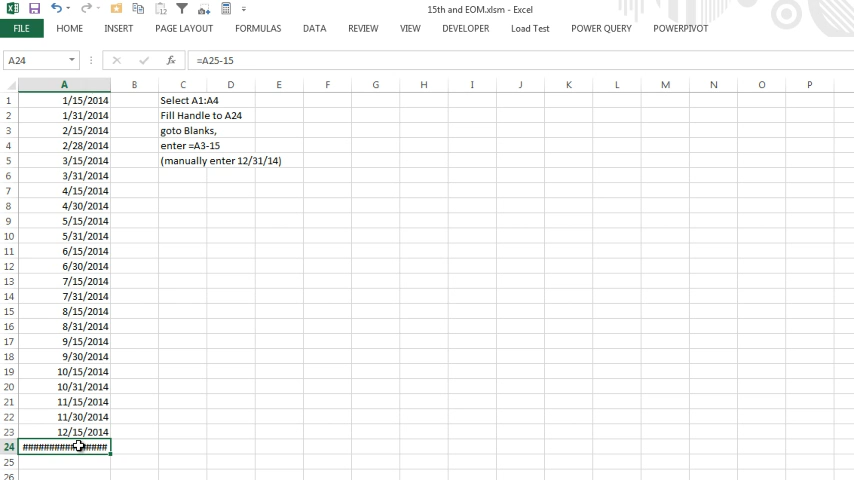 15th and EOM.xlsm - Excel
FILE HOME INSERT PAGE LAYOUT FORMULAS DATA REVIEW VIEW DEVELOPER Load Test POWER QUERY POWERPIVOT
A24 fx =A25-15
A B C D E F G H I J K L M N O P
1 1/15/2014 Select A1:A4
2 1/31/2014 Fill Handle to A24
3 2/15/2014 goto Blanks,
4 2/28/2014 enter =A3-15
5 3/15/2014 (manually enter 12/31/14)
6 3/31/2014
7 4/15/2014
8 4/30/2014
9 5/15/2014
10 5/31/2014
11 6/15/2014
12 6/30/2014
13 7/15/2014
14 7/31/2014
15 8/15/2014
16 8/31/2014
17 9/15/2014
18 9/30/2014
19 10/15/2014
20 10/31/2014
21 11/15/2014
22 11/30/2014
23 12/15/2014
24 ################
25
26